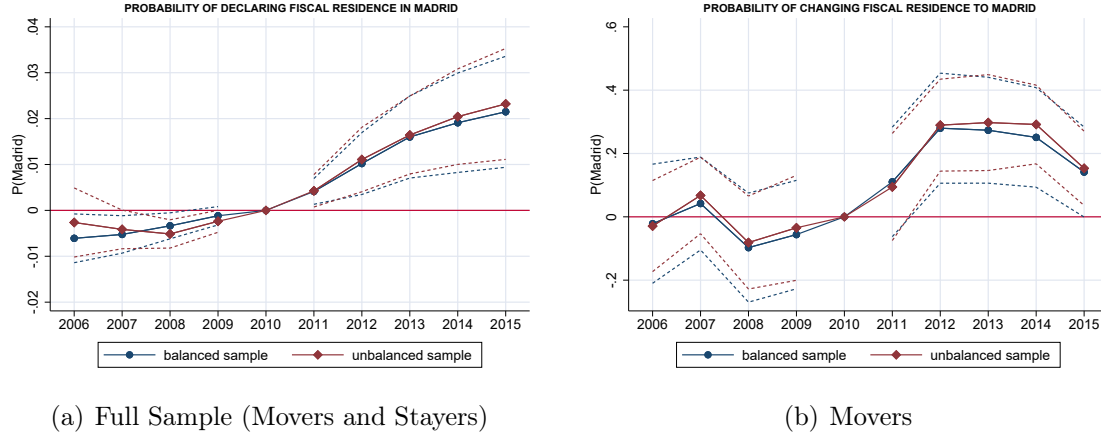 PROBABILITY OF DECLARING FISCAL RESIDENCE IN MADRID
P(Madrid)
.04
.03
.02
.01
0
-.01
-.02
2006 2007 2008 2009 2010 2011 2012 2013 2014 2015
balanced sample unbalanced sample
(a) Full Sample (Movers and Stayers)
PROBABILITY OF CHANGING FISCAL RESIDENCE TO MADRID
P(Madrid)
.6
.4
.2
0
-.2
2006 2007 2008 2009 2010 2011 2012 2013 2014 2015
balanced sample unbalanced sample
(b) Movers